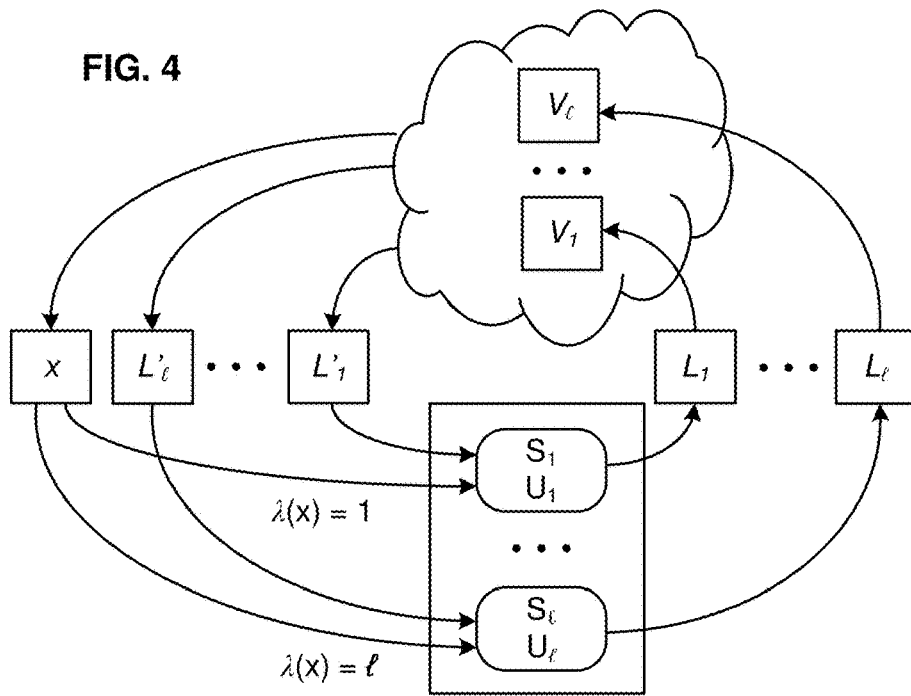 FIG. 4
Vℓ
• • •
V1
x
L'ℓ
• • •
L'1
L1
• • •
Lℓ
S1
U1
λ(x) = 1
• • •
Sℓ
Uℓ
λ(x) = ℓ